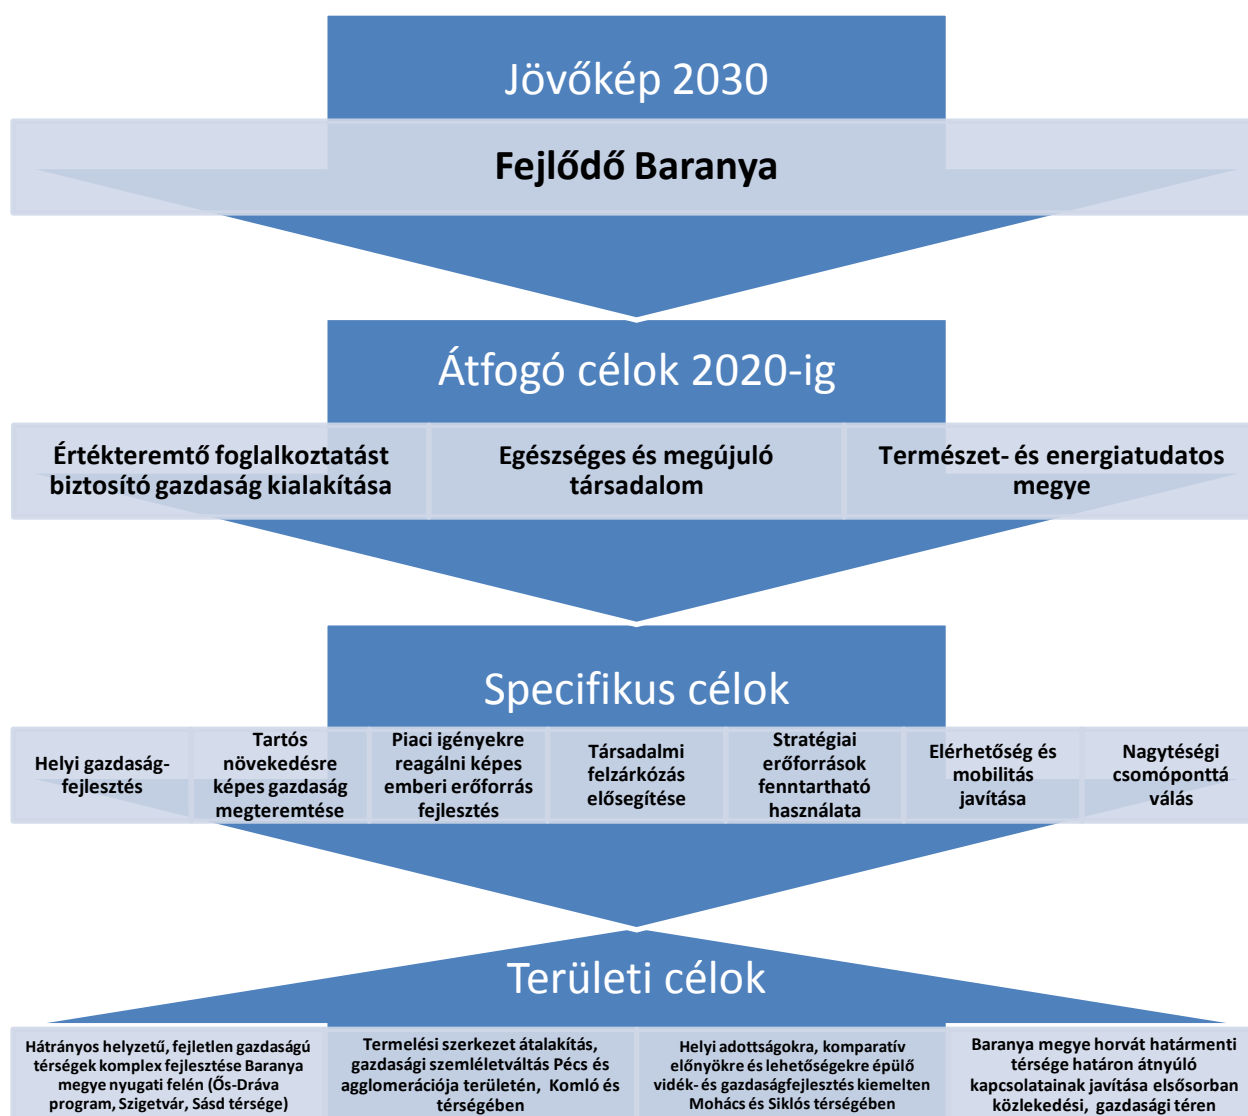 Jövőkép 2030
Fejlődő Baranya
Átfogó célok 2020-ig
Értékteremtő foglalkoztatást
biztosító gazdaság kialakítása
Egészséges és megújuló
társadalom
Természet- és energiatudatos
megye
Specifikus célok
Helyi gazdaság-
fejlesztés
Tartós
növekedésre
képes gazdaság
megteremtése
Piaci igényekre
reagálni képes
emberi erőforrás
fejlesztés
Társadalmi
felzárkózás
elősegítése
Stratégiai
erőforrások
fenntartható
használata
Elérhetőség és
mobilitás
javítása
Nagytéségi
csomóponttá
válás
Területi célok
Hátrányos helyzetű, fejletlen gazdaságú
térségek komplex fejlesztése Baranya
megye nyugati felén (Ős-Dráva
program, Szigetvár, Sásd térsége)
Termelési szerkezet átalakítás,
gazdasági szemléletváltás Pécs és
agglomerációja területén, Komló és
térségében
Helyi adottságokra, komparatív
előnyökre és lehetőségekre épülő
vidék- és gazdaságfejlesztés kiemelten
Mohács és Siklós térségében
Baranya megye horvát határmenti
térsége határon átnyúló
kapcsolatainak javítása elsősorban
közlekedési, gazdasági téren